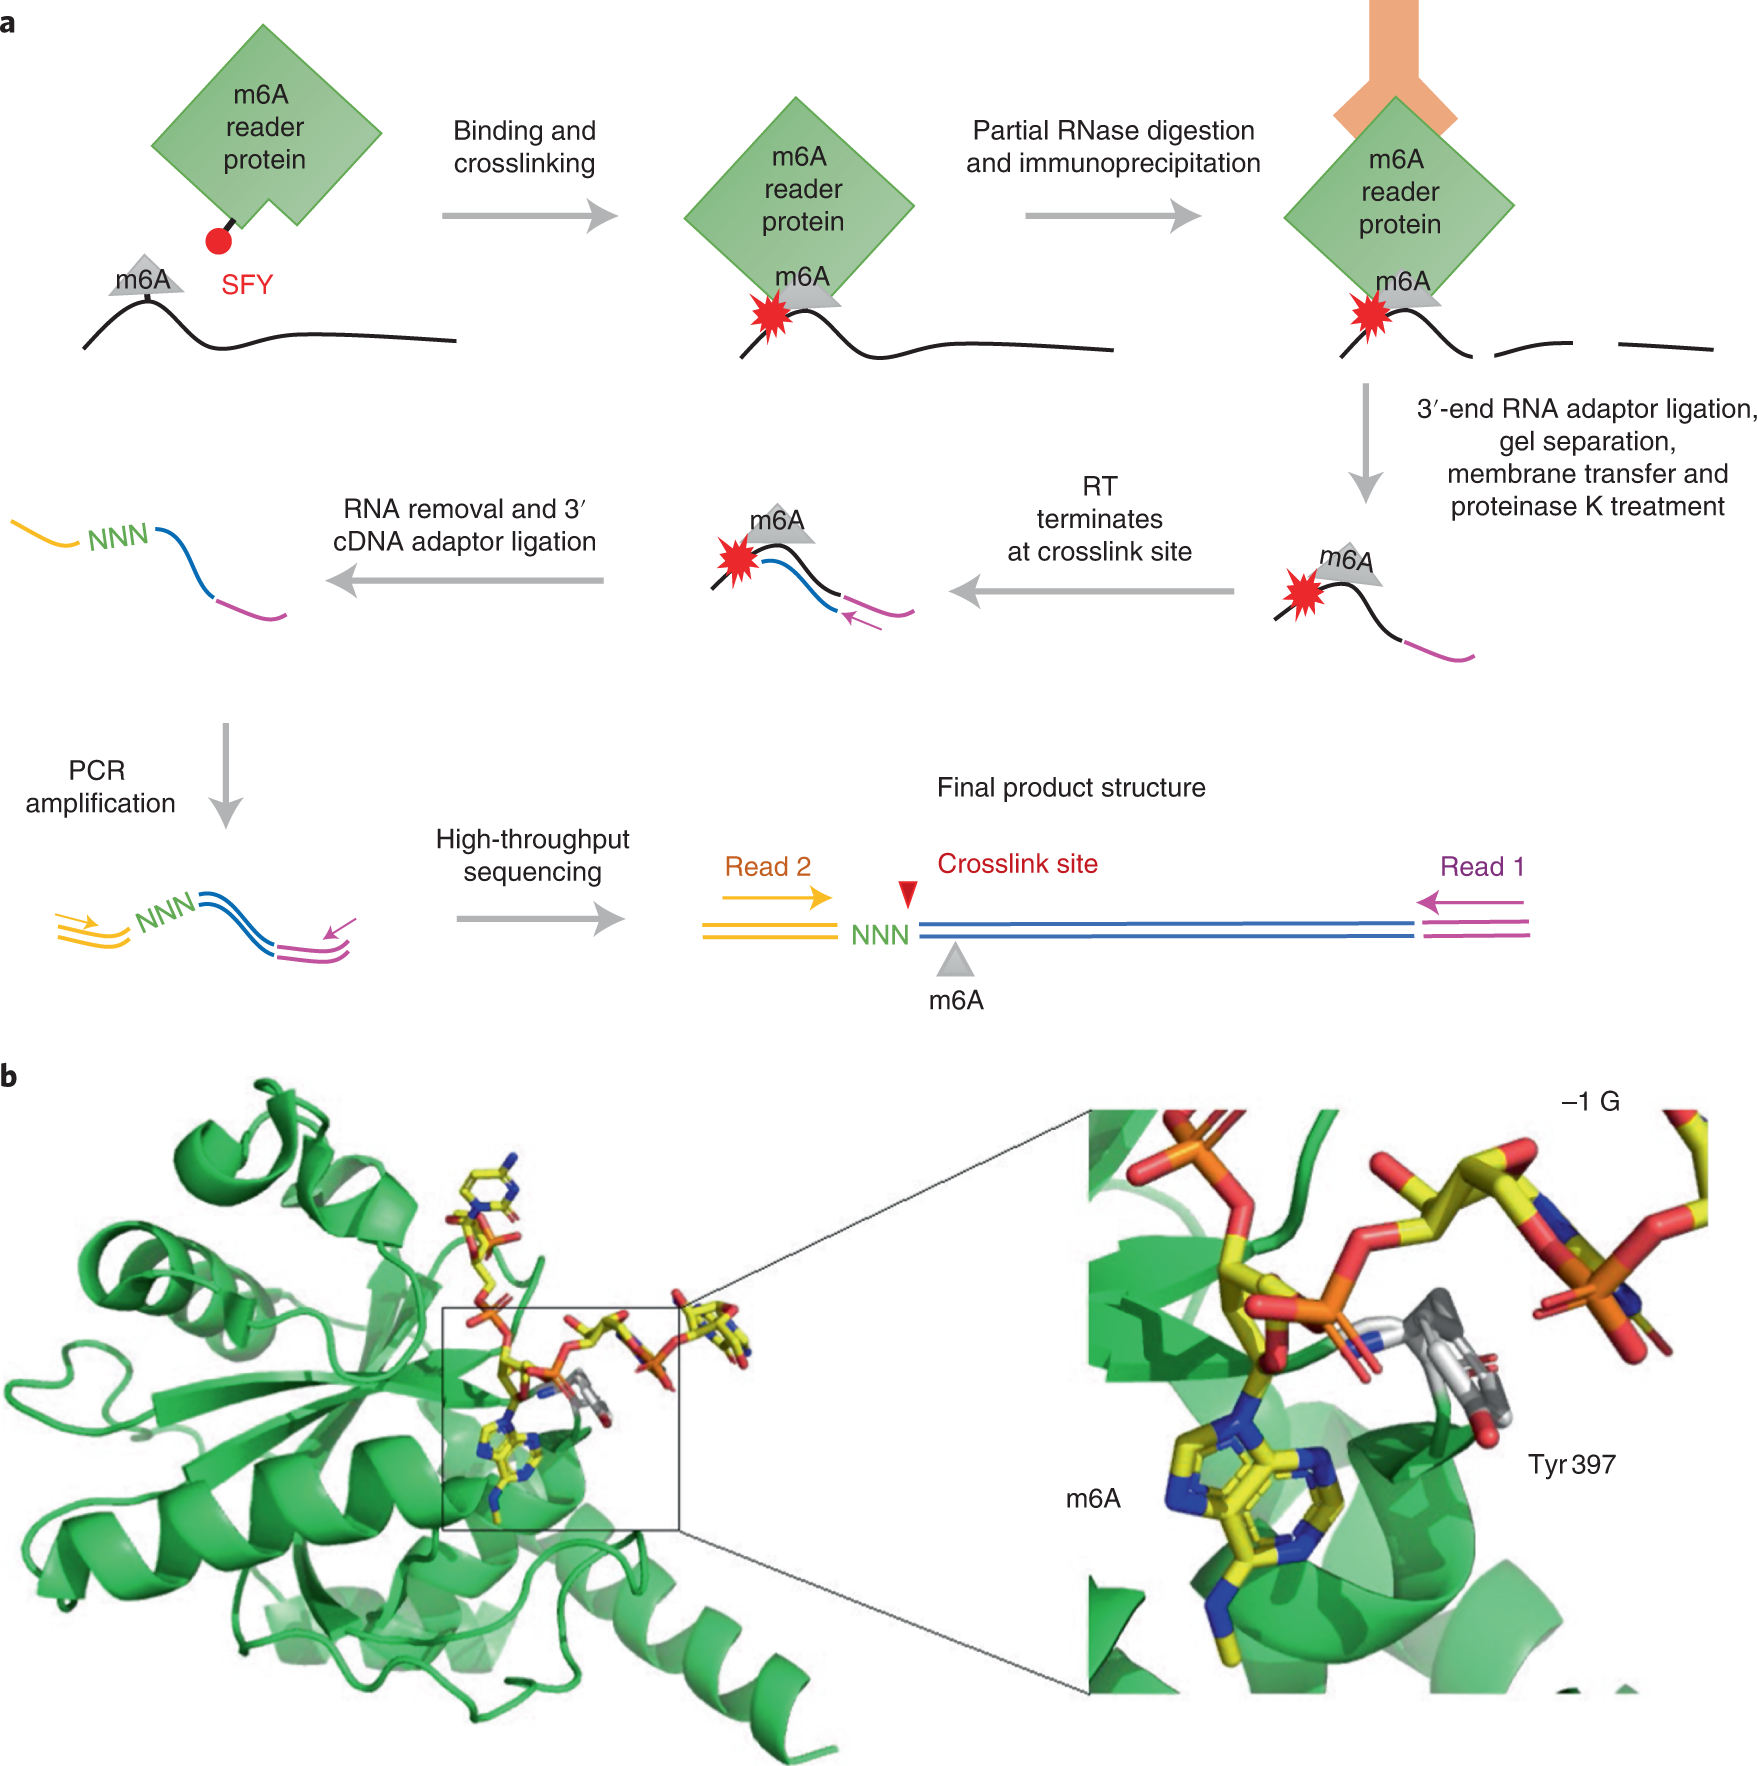 a
m6A
reader
protein
SFY
m6A
Binding and
crosslinking
m6A
reader
protein
m6A
Partial RNase digestion
and immunoprecipitation
m6A
reader
protein
m6A
3′-end RNA adaptor ligation,
gel separation,
membrane transfer and
proteinase K treatment
m6A
RT
terminates
at crosslink site
m6A
RNA removal and 3′
cDNA adaptor ligation
NNN
PCR
amplification
NNN
High-throughput
sequencing
Final product structure
Read 2
Crosslink site
Read 1
NNN
m6A
b
–1 G
Tyr 397
m6A